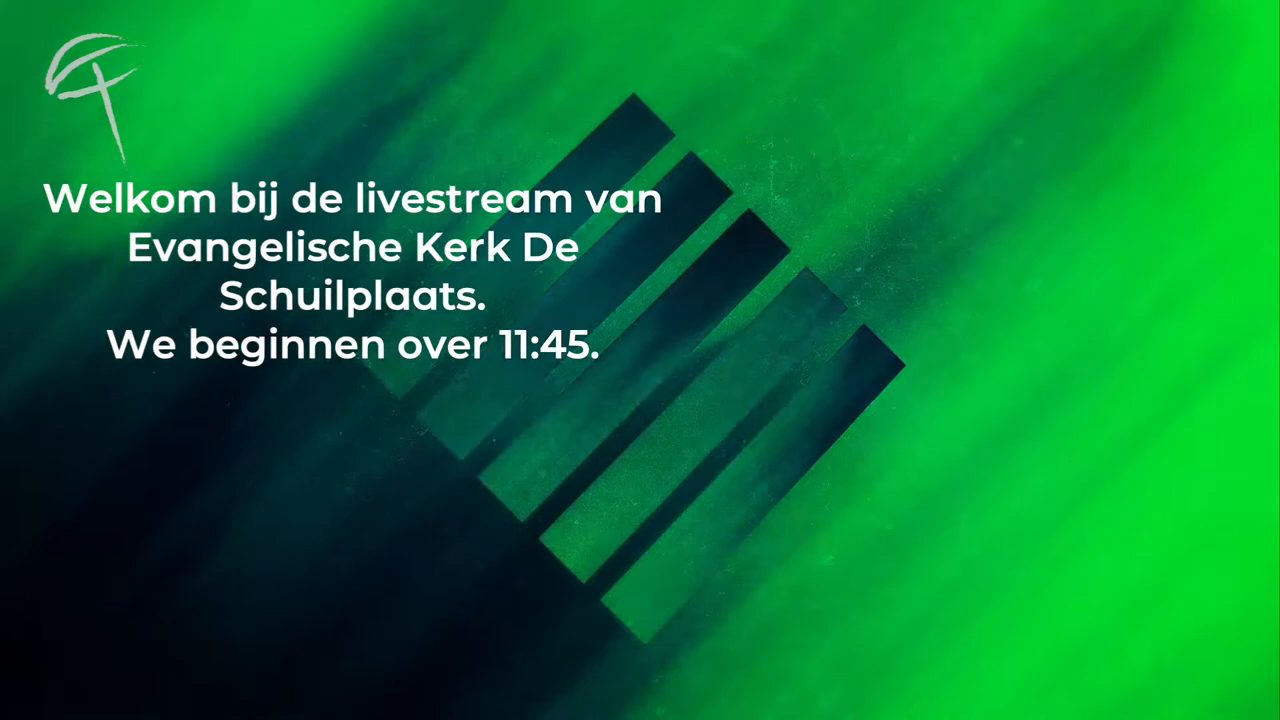 Welkom bij de livestream van
Evangelische Kerk De
Schuilplaats.
We beginnen over 11:45.